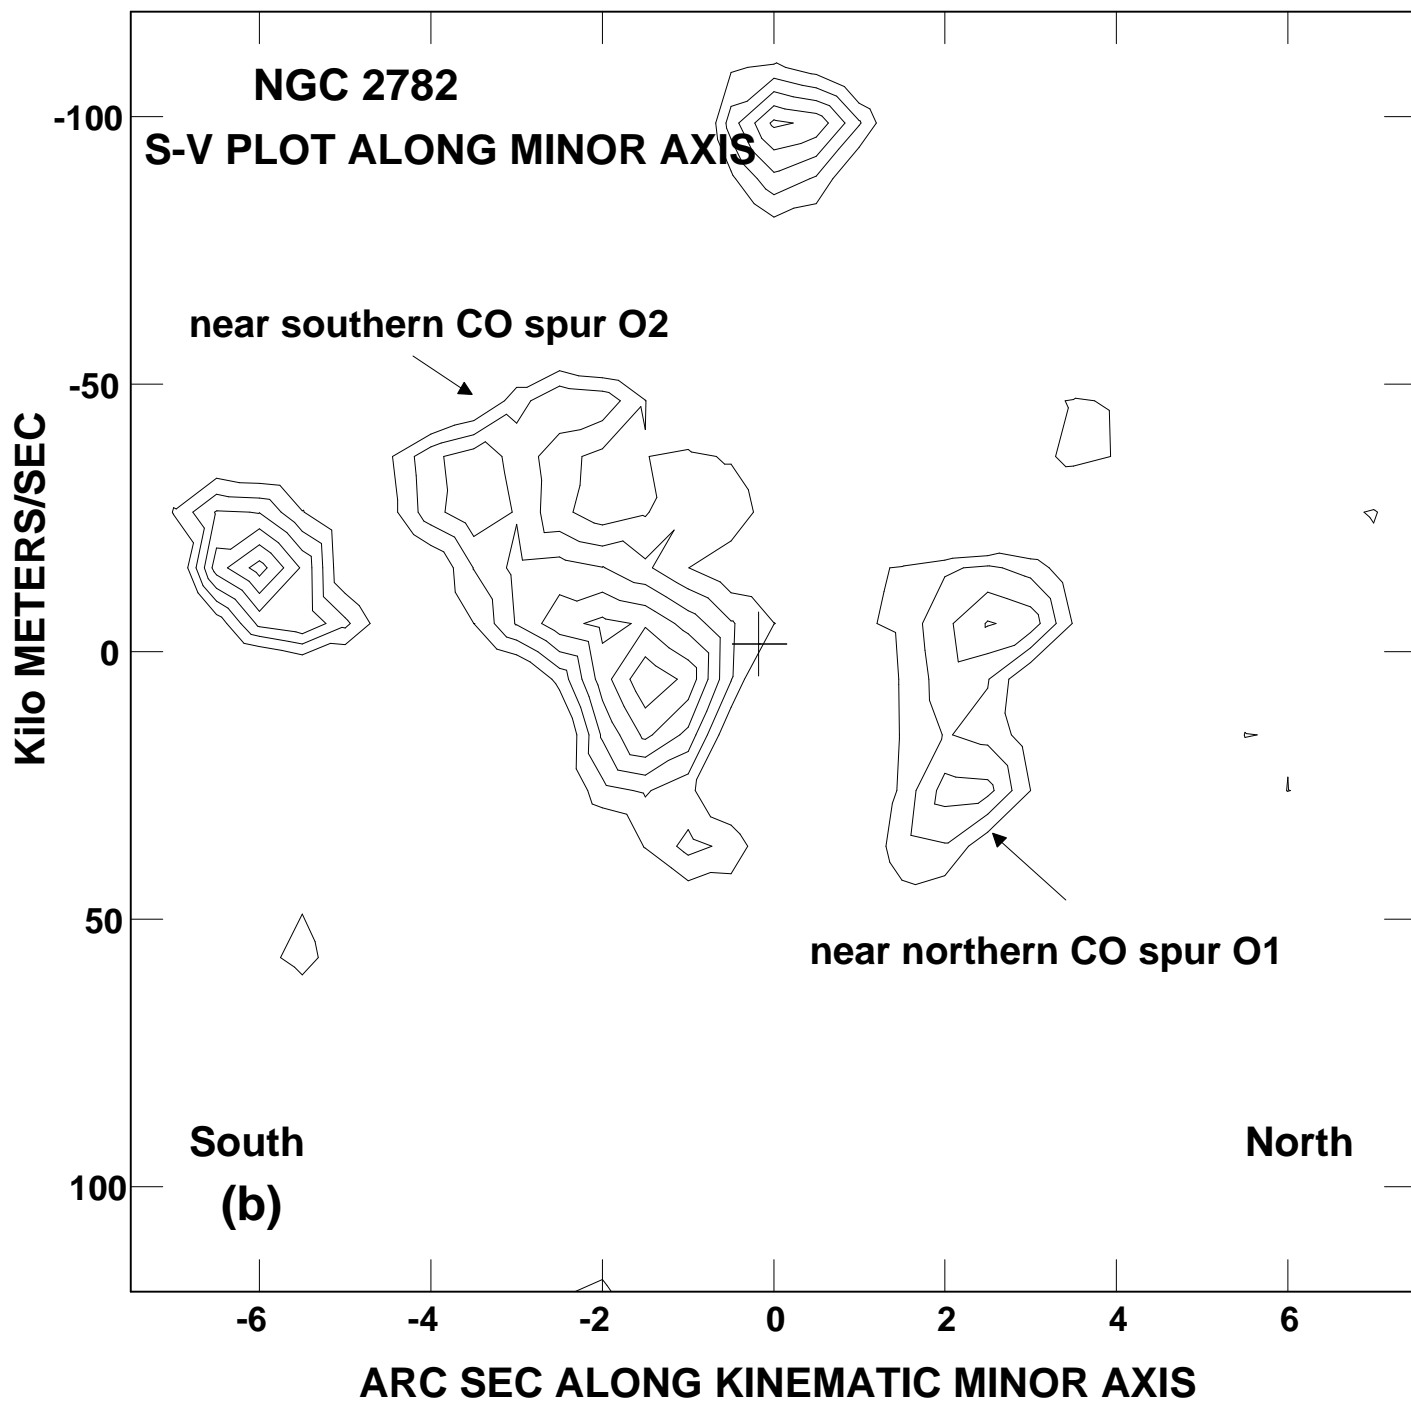 NGC 2782
S-V PLOT ALONG MINOR AXIS
-100
near southern CO spur O2
-50
Kilo METERS/SEC
0
50
near northern CO spur O1
South
North
100
(b)
-6 -4 -2 0 2 4 6
ARC SEC ALONG KINEMATIC MINOR AXIS